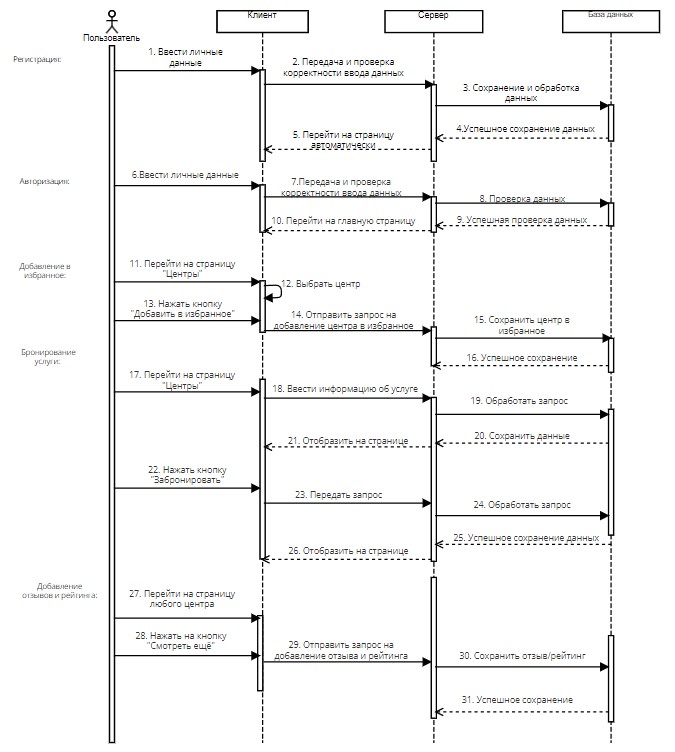 Клиент
Сервер
База данных
Пользователь
Регистрация:
1. Ввести личные
данные
2. Передача и проверка
корректности ввода данных
3. Сохранение и обработка
данных
4.Успешное сохранение данных
5. Перейти на страницу
автоматически
Авторизация:
6.Ввести личные данные
7.Передача и проверка
корректности ввода данных
8. Проверка данных
9. Успешная проверка данных
10. Перейти на главную страницу
Добавление в
избранное:
11. Перейти на страницу
"Центры"
12. Выбрать центр
13. Нажать кнопку
"Добавить в избранное"
14. Отправить запрос на
добавление центра в избранное
15. Сохранить центр в
избранное
16. Успешное сохранение
Бронирование
услуги:
17. Перейти на страницу
"Центры"
18. Ввести информацию об услуге
19. Обработать запрос
20. Сохранить данные
21. Отобразить на странице
22. Нажать кнопку
"Забронировать"
23. Передать запрос
24. Обработать запрос
25. Успешное сохранение данных
26. Отобразить на странице
Добавление
отзывов и рейтинга:
27. Перейти на страницу
любого центра
28. Нажать на кнопку
"Смотреть ещё"
29. Отправить запрос на
добавление отзыва и рейтинга
30. Сохранить отзыв/рейтинг
31. Успешное сохранение